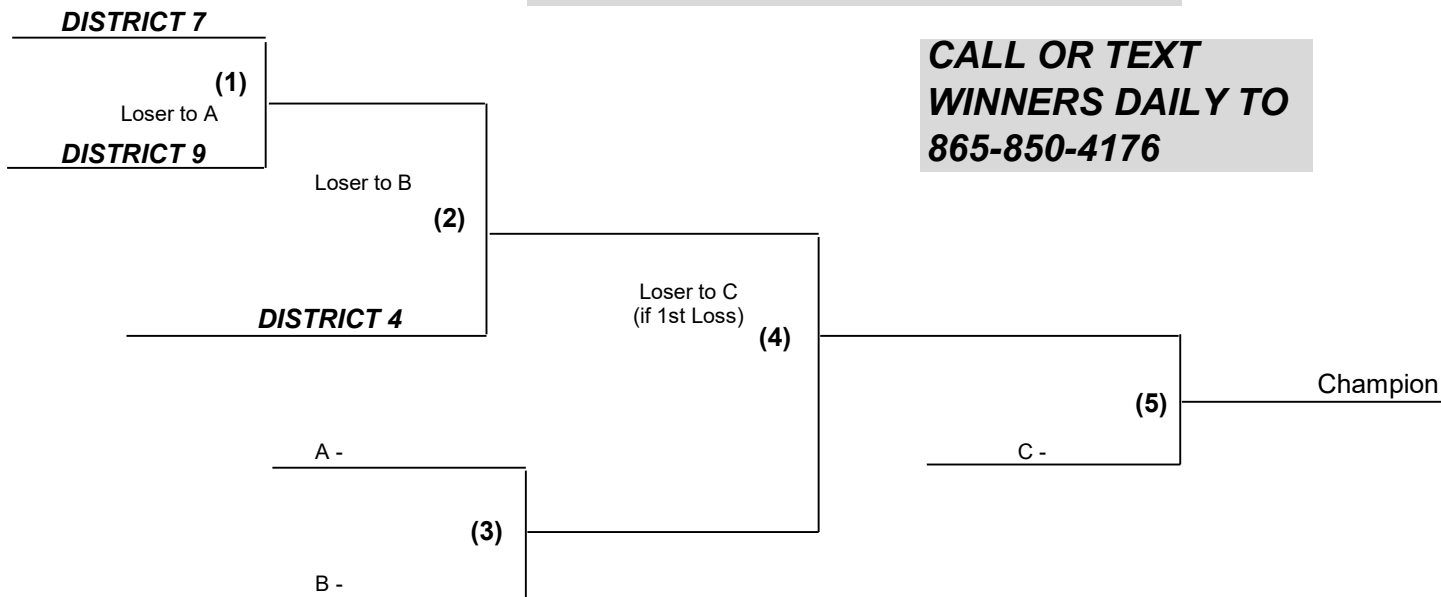 DISTRICT 7
CALL OR TEXT
WINNERS DAILY TO
865-850-4176
(1)
Loser to A
DISTRICT 9
Loser to B
(2)
Loser to C
(if 1st Loss)
(4)
DISTRICT 4
Champion
(5)
A -
C -
(3)
B -